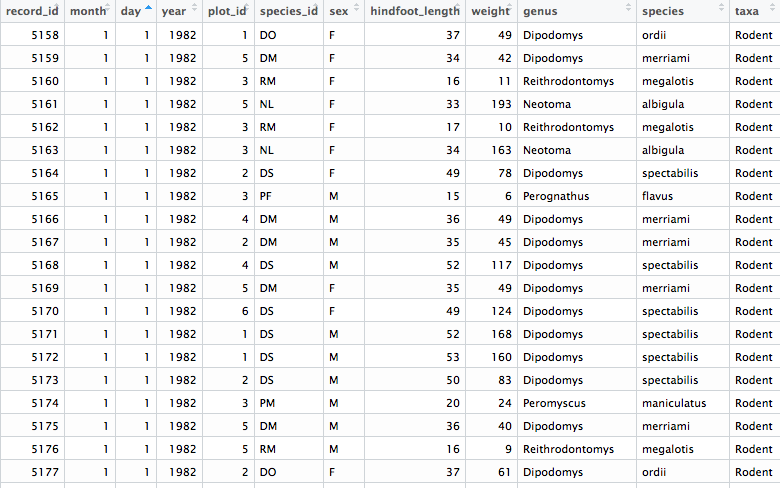 record_id month day year plot_id species_id sex hindfoot_length weight genus species taxa
5158 1 1 1982 1 DO F 37 49 Dipodomys ordii Rodent
5159 1 1 1982 5 DM F 34 42 Dipodomys merriami Rodent
5160 1 1 1982 3 RM F 16 11 Reithrodontomys megalotis Rodent
5161 1 1 1982 5 NL F 33 193 Neotoma albigula Rodent
5162 1 1 1982 3 RM F 17 10 Reithrodontomys megalotis Rodent
5163 1 1 1982 3 NL F 34 163 Neotoma albigula Rodent
5164 1 1 1982 2 DS F 49 78 Dipodomys spectabilis Rodent
5165 1 1 1982 3 PF M 15 6 Perognathus flavus Rodent
5166 1 1 1982 4 DM M 36 49 Dipodomys merriami Rodent
5167 1 1 1982 2 DM M 35 45 Dipodomys merriami Rodent
5168 1 1 1982 4 DS M 52 117 Dipodomys spectabilis Rodent
5169 1 1 1982 5 DM F 35 49 Dipodomys merriami Rodent
5170 1 1 1982 6 DS F 49 124 Dipodomys spectabilis Rodent
5171 1 1 1982 1 DS M 52 168 Dipodomys spectabilis Rodent
5172 1 1 1982 1 DS M 53 160 Dipodomys spectabilis Rodent
5173 1 1 1982 2 DS M 50 83 Dipodomys spectabilis Rodent
5174 1 1 1982 3 PM M 20 24 Peromyscus maniculatus Rodent
5175 1 1 1982 5 DM M 36 40 Dipodomys merriami Rodent
5176 1 1 1982 5 RM M 16 9 Reithrodontomys megalotis Rodent
5177 1 1 1982 2 DO F 37 61 Dipodomys ordii Rodent